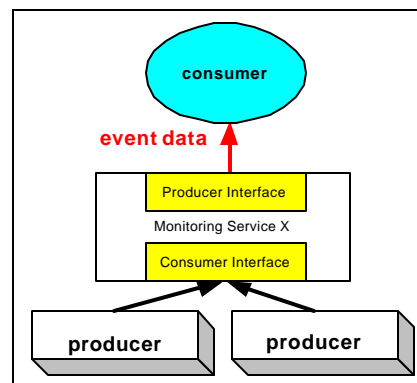 consumer
event data
Producer Interface
Monitoring Service X
Consumer Interface
producer
producer